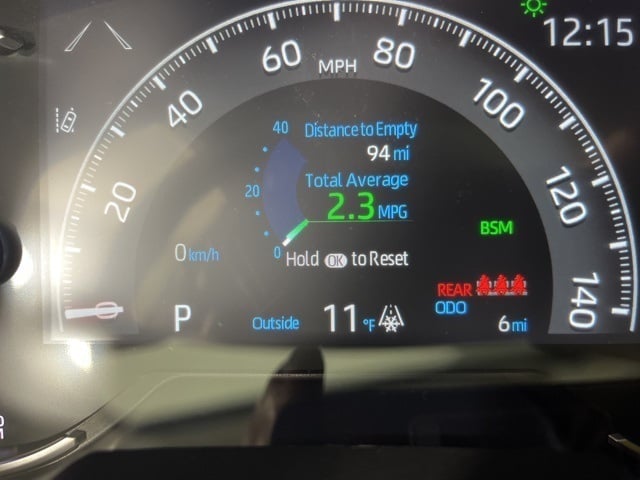 12:15
60
MPH
80
40
100
40
Distance to Empty
94 mi
20
120
20
Total Average
2.3 MPG
BSM
0 km/h
0
Hold OK to Reset
0
REAR
140
P
Outside
11 °F
ODO
6 mi